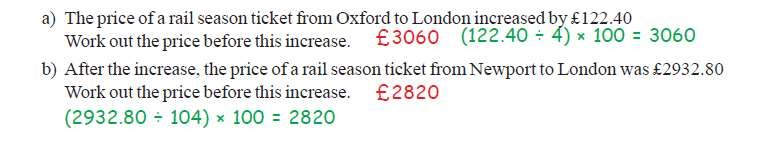 a) The price of a rail season ticket from Oxford to London increased by £122.40
Work out the price before this increase. £3060 (122.40 ÷ 4) × 100 = 3060
b) After the increase, the price of a rail season ticket from Newport to London was £2932.80
Work out the price before this increase. £2820
(2932.80 ÷ 104) × 100 = 2820